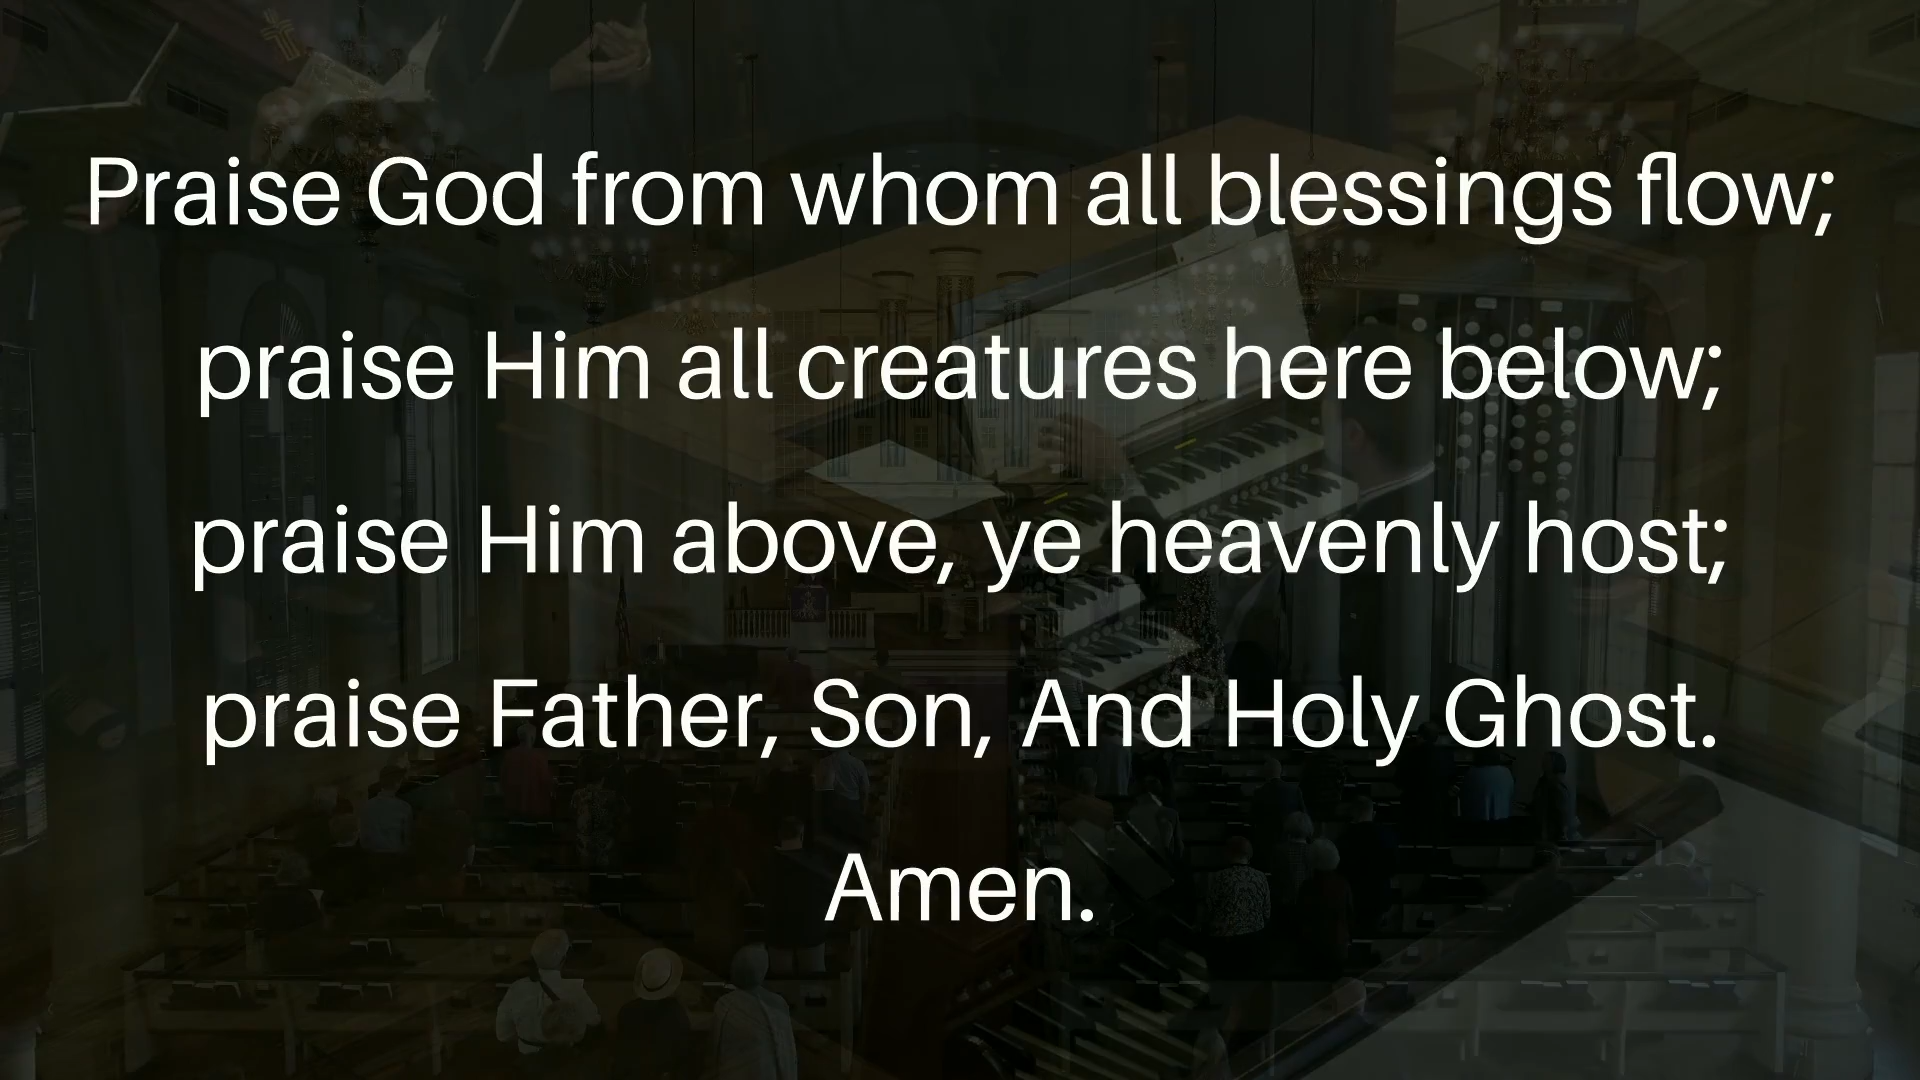 Praise God from whom all blessings flow;
praise Him all creatures here below;
praise Him above, ye heavenly host;
praise Father, Son, And Holy Ghost.
Amen.